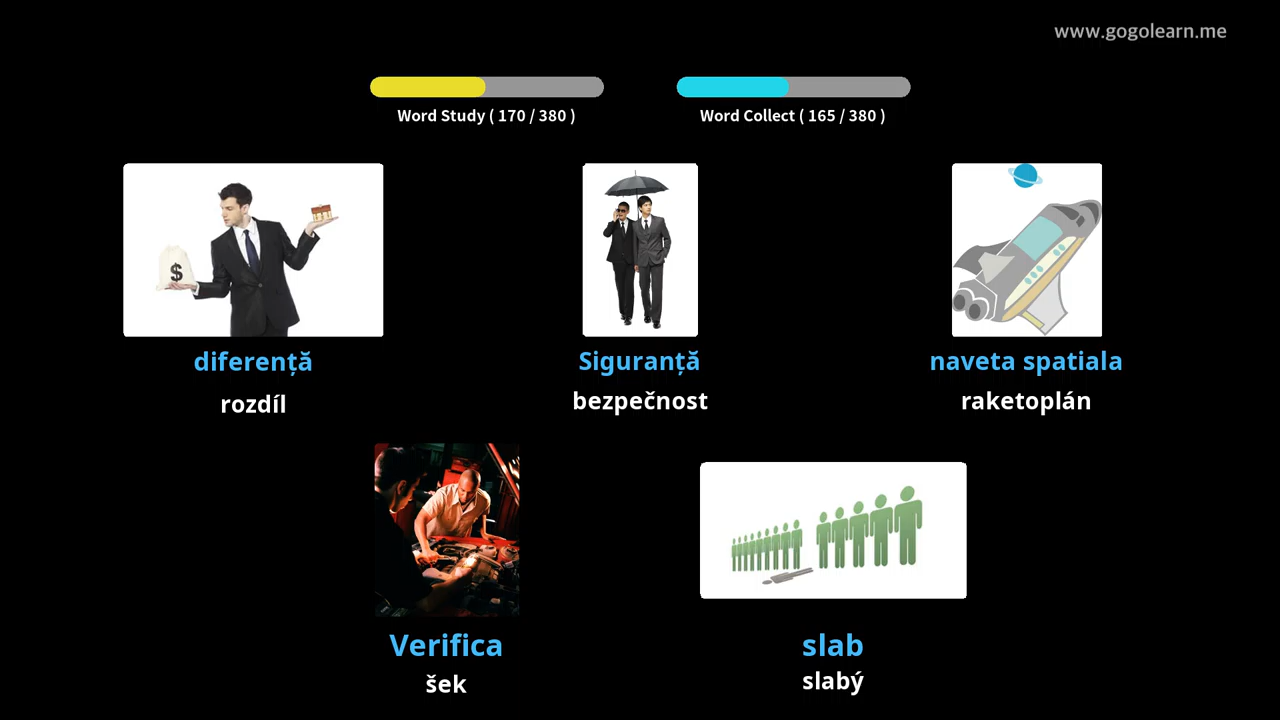 www.gogolearn.me
Word Study ( 170 / 380 )
Word Collect ( 165 / 380 )
$
diferență
Siguranță
naveta spatiala
rozdíl
bezpečnost
raketoplán
Verifica
slab
šek
slabý